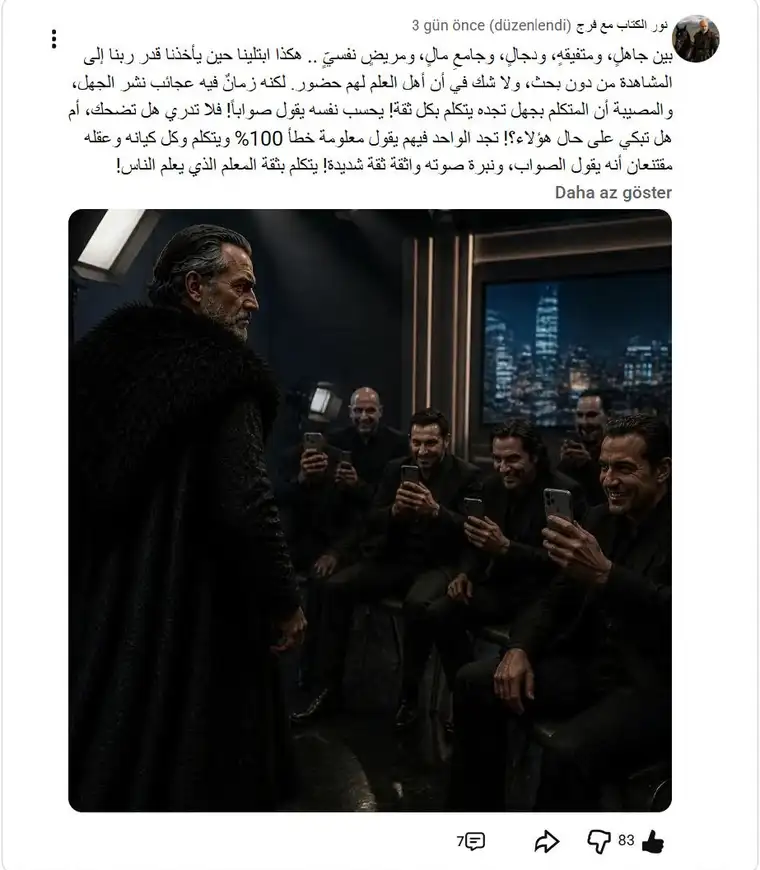 نور الكتاب مع فرج 3 gün önce (düzenlendi)
بين جاهلٍ، ومتفيقهٍ، ودجالٍ، وجامعِ مالٍ، ومريضٍ نفسيّ .. هكذا ابتلينا حين يأخذنا قدر ربنا إلى
المشاهدة من دون بحث، ولا شك في أن أهل العلم لهم حضور. لكنه زمانٌ فيه عجائب نشر الجهل،
والمصيبة أن المتكلم بجهل تجده يتكلم بكل ثقة! يحسب نفسه يقول صواباً! فلا تدري هل تضحك، أم
هل تبكي على حال هؤلاء؟! تجد الواحد فيهم يقول معلومة خطأ 100% ويتكلم وكل كيانه وعقله
مقتنعان أنه يقول الصواب، ونبرة صوته واثقة ثقة شديدة! يتكلم بثقة المعلم الذي يعلم الناس!
Daha az göster
83
7